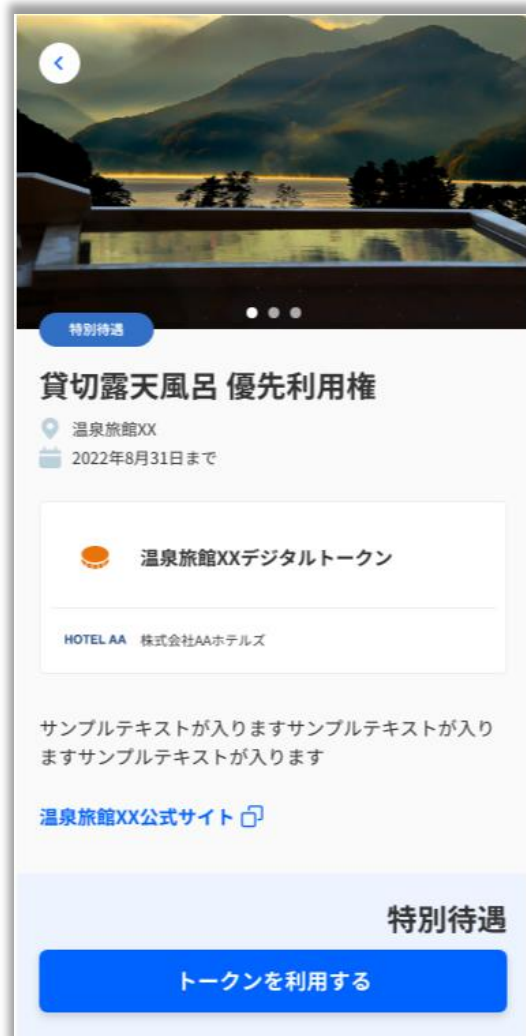 特別待遇
貸切露天風呂 優先利用権
温泉旅館XX
2022年8月31日まで
温泉旅館XXデジタルトークン
HOTEL AA 株式会社AAホテルズ
サンプルテキストが入りますサンプルテキストが入り
ますサンプルテキストが入ります
温泉旅館XX公式サイト
特別待遇
トークンを利用する